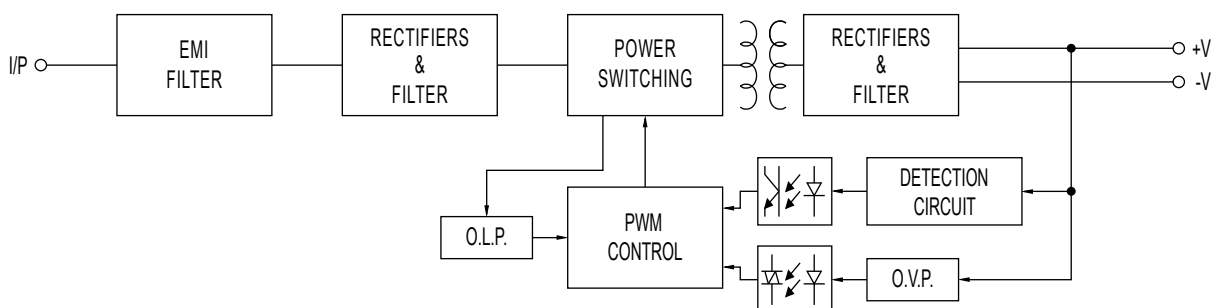 I/P
EMI
FILTER
RECTIFIERS
&
FILTER
POWER
SWITCHING
RECTIFIERS
&
FILTER
+V
-V
O.L.P.
PWM
CONTROL
DETECTION
CIRCUIT
O.V.P.